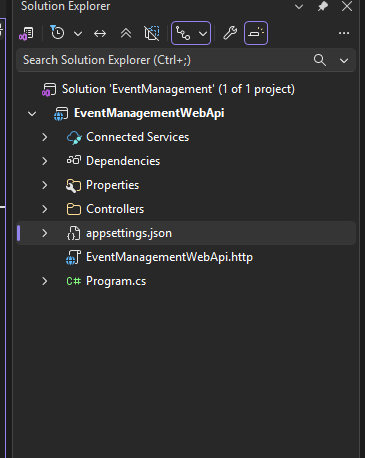 Solution Explorer
Search Solution Explorer (Ctrl+;)
Solution 'EventManagement' (1 of 1 project)
EventManagementWebApi
Connected Services
Dependencies
Properties
Controllers
appsettings.json
EventManagementWebApi.http
C# Program.cs